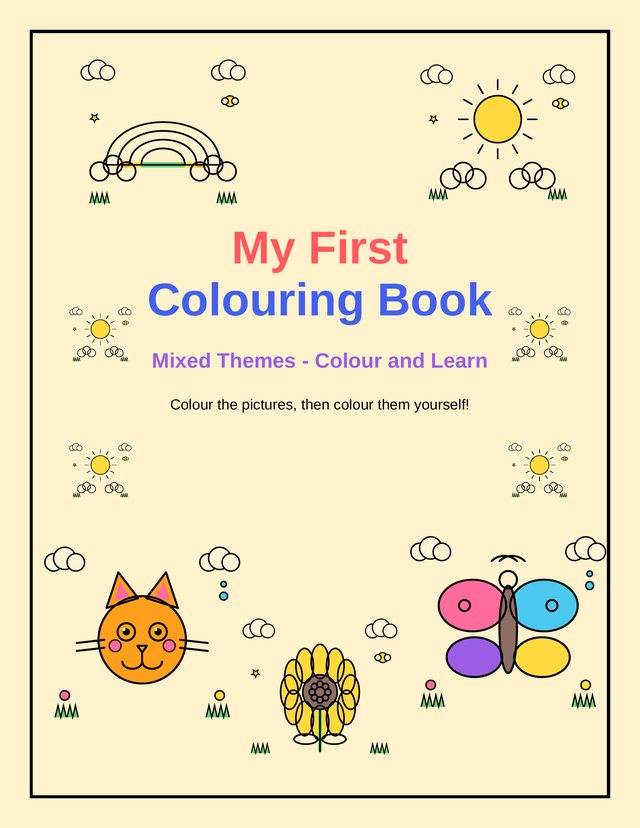 My First
Colouring Book
Mixed Themes - Colour and Learn
Colour the pictures, then colour them yourself!